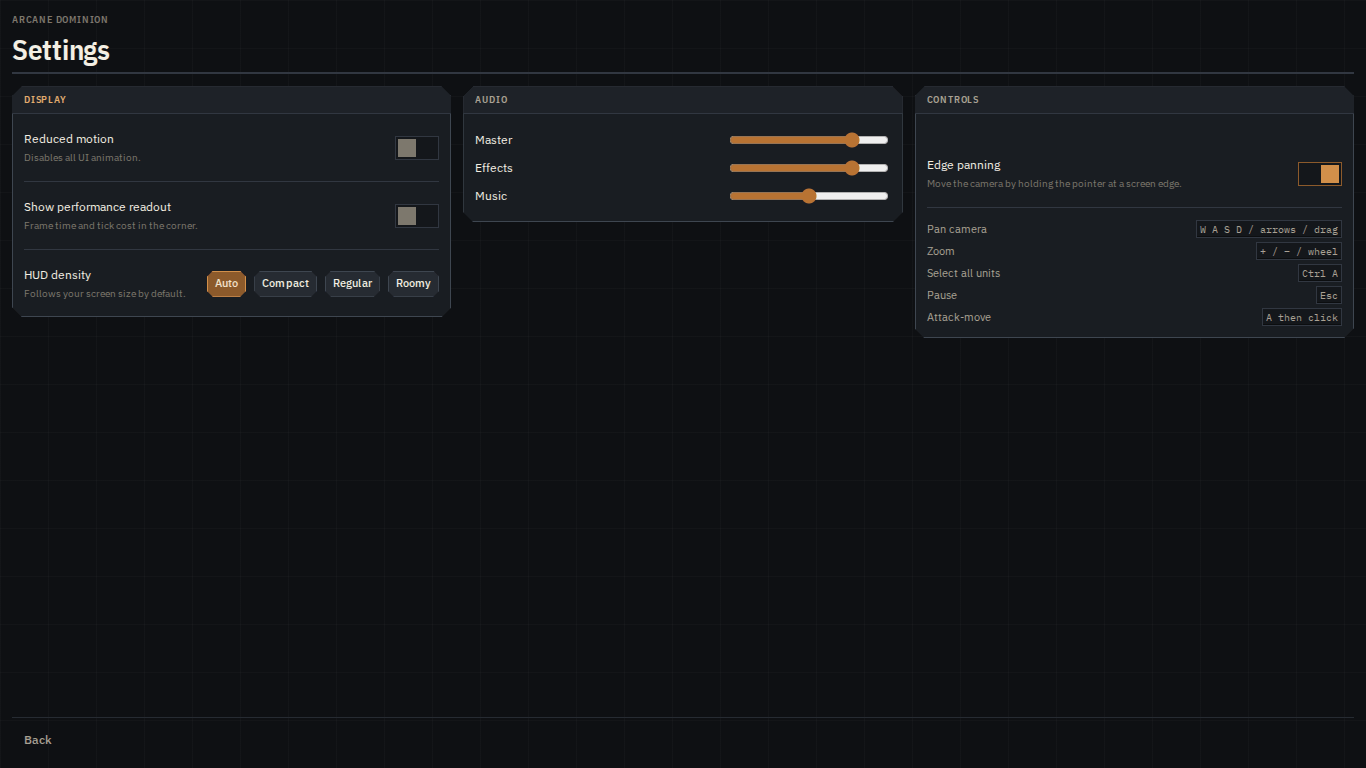 ARCANE DOMINION
Settings
DISPLAY
Reduced motion
Disables all UI animation.
Show performance readout
Frame time and tick cost in the corner.
HUD density
Follows your screen size by default.
Auto
Compact
Regular
Roomy
AUDIO
Master
Effects
Music
CONTROLS
Edge panning
Move the camera by holding the pointer at a screen edge.
Pan camera W A S D / arrows / drag
Zoom + / − / wheel
Select all units Ctrl A
Pause Esc
Attack-move A then click
Back